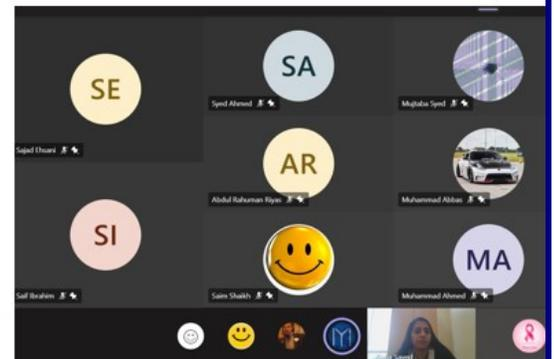 SE
SA
Syed Ahmed
Mujtaba Syed
Sajad Ehsani
AR
Abdul Rahuman Riyas
Muhammad Abbas
SI
MA
Saif Ibrahim
Saim Shaikh
Muhammad Ahmed
Saeed